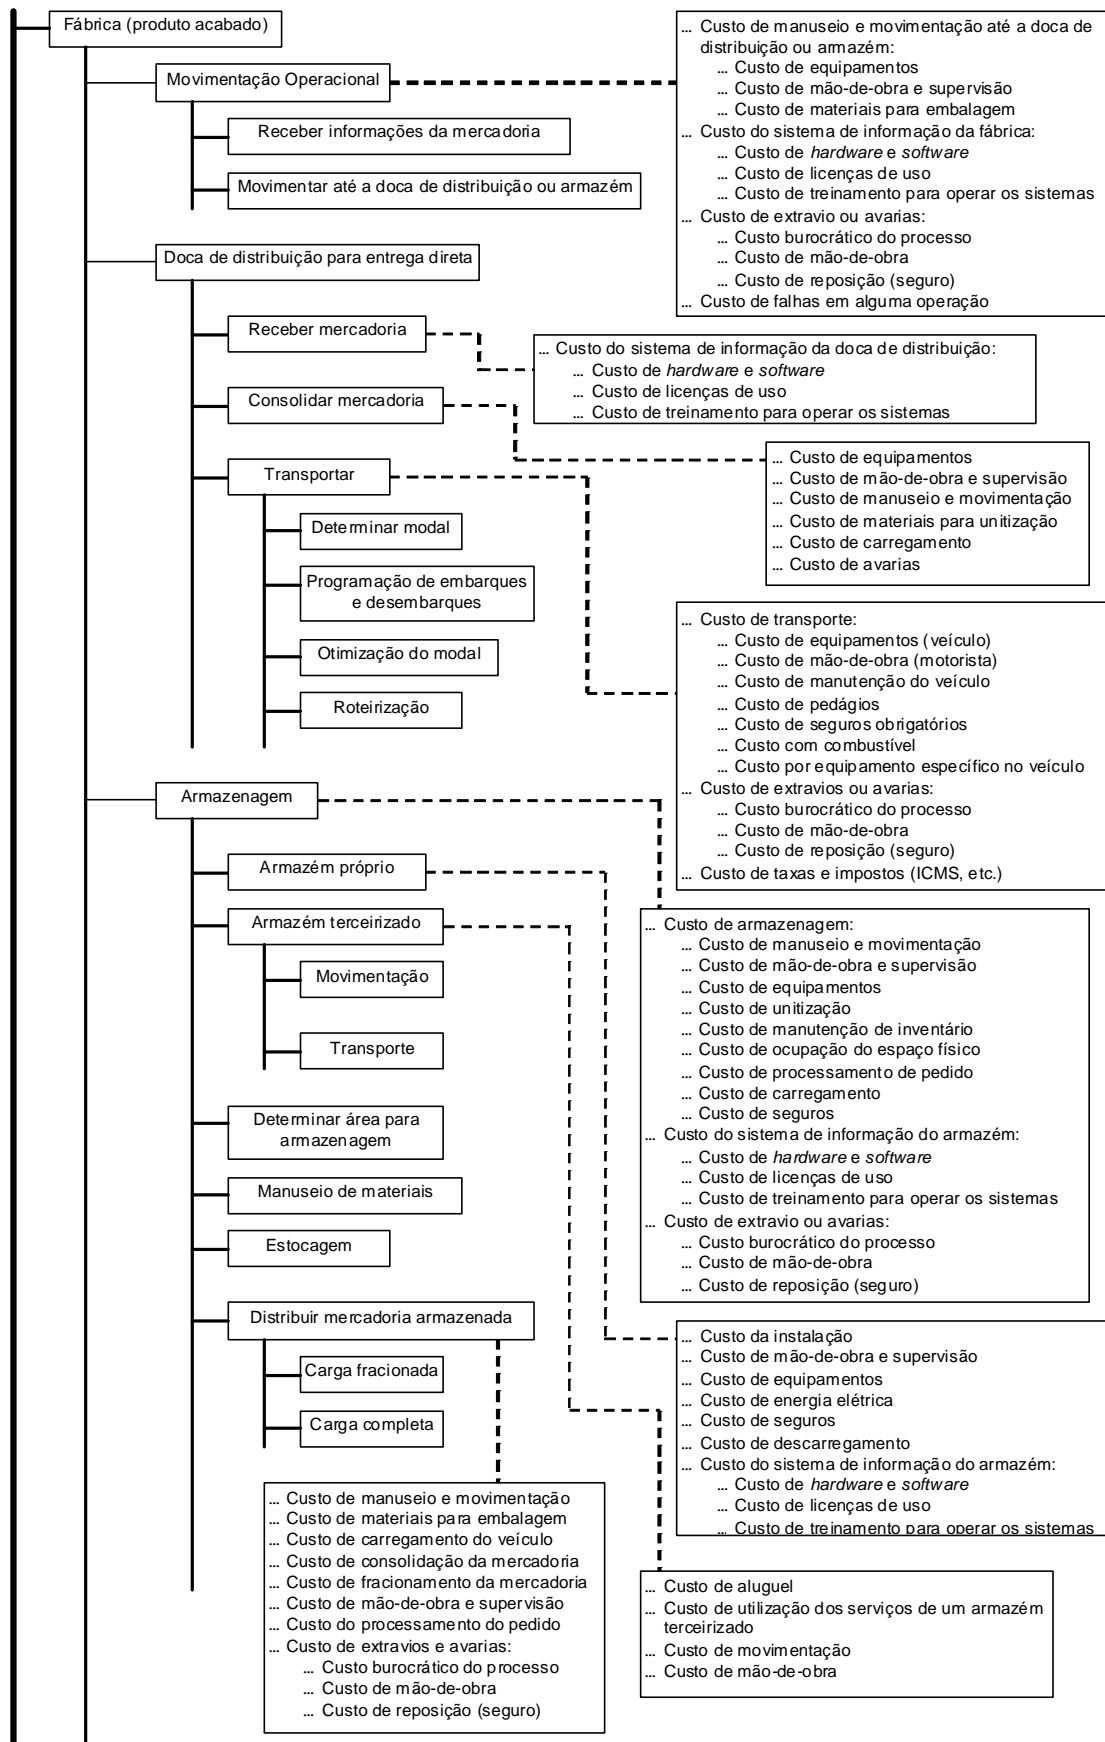 Fábrica (produto acabado)
Movimentação Operacional
Receber informações da mercadoria
Movimentar até a doca de distribuição ou armazém
... Custo de manuseio e movimentação até a doca de
distribuição ou armazém:
... Custo de equipamentos
... Custo de mão-de-obra e supervisão
... Custo de materiais para embalagem
... Custo do sistema de informação da fábrica:
... Custo de hardware e software
... Custo de licenças de uso
... Custo de treinamento para operar os sistemas
... Custo de extravio ou avarias:
... Custo burocrático do processo
... Custo de mão-de-obra
... Custo de reposição (seguro)
... Custo de falhas em alguma operação
Doca de distribuição para entrega direta
Receber mercadoria
... Custo do sistema de informação da doca de distribuição:
... Custo de hardware e software
... Custo de licenças de uso
... Custo de treinamento para operar os sistemas
Consolidar mercadoria
... Custo de equipamentos
... Custo de mão-de-obra e supervisão
... Custo de manuseio e movimentação
... Custo de materiais para unitização
... Custo de carregamento
... Custo de avarias
Transportar
Determinar modal
Programação de embarques
e desembarques
Otimização do modal
Roteirização
... Custo de transporte:
... Custo de equipamentos (veículo)
... Custo de mão-de-obra (motorista)
... Custo de manutenção do veículo
... Custo de pedágios
... Custo de seguros obrigatórios
... Custo com combustível
... Custo por equipamento específico no veículo
... Custo de extravios ou avarias:
... Custo burocrático do processo
... Custo de mão-de-obra
... Custo de reposição (seguro)
... Custo de taxas e impostos (ICMS, etc.)
Armazenagem
Armazém próprio
Armazém terceirizado
Movimentação
Transporte
Determinar área para
armazenagem
Manuseio de materiais
Estocagem
Distribuir mercadoria armazenada
Carga fracionada
Carga completa
... Custo de armazenagem:
... Custo de manuseio e movimentação
... Custo de mão-de-obra e supervisão
... Custo de equipamentos
... Custo de unitização
... Custo de manutenção de inventário
... Custo de ocupação do espaço físico
... Custo de processamento de pedido
... Custo de carregamento
... Custo de seguros
... Custo do sistema de informação do armazém:
... Custo de hardware e software
... Custo de licenças de uso
... Custo de treinamento para operar os sistemas
... Custo de extravio ou avarias:
... Custo burocrático do processo
... Custo de mão-de-obra
... Custo de reposição (seguro)
... Custo da instalação
... Custo de mão-de-obra e supervisão
... Custo de equipamentos
... Custo de energia elétrica
... Custo de seguros
... Custo de descarregamento
... Custo do sistema de informação do armazém:
... Custo de hardware e software
... Custo de licenças de uso
... Custo de treinamento para operar os sistemas
... Custo de manuseio e movimentação
... Custo de materiais para embalagem
... Custo de carregamento do veículo
... Custo de consolidação da mercadoria
... Custo de fracionamento da mercadoria
... Custo de mão-de-obra e supervisão
... Custo do processamento do pedido
... Custo de extravios e avarias:
... Custo burocrático do processo
... Custo de mão-de-obra
... Custo de reposição (seguro)
... Custo de aluguel
... Custo de utilização dos serviços de um armazém
terceirizado
... Custo de movimentação
... Custo de mão-de-obra